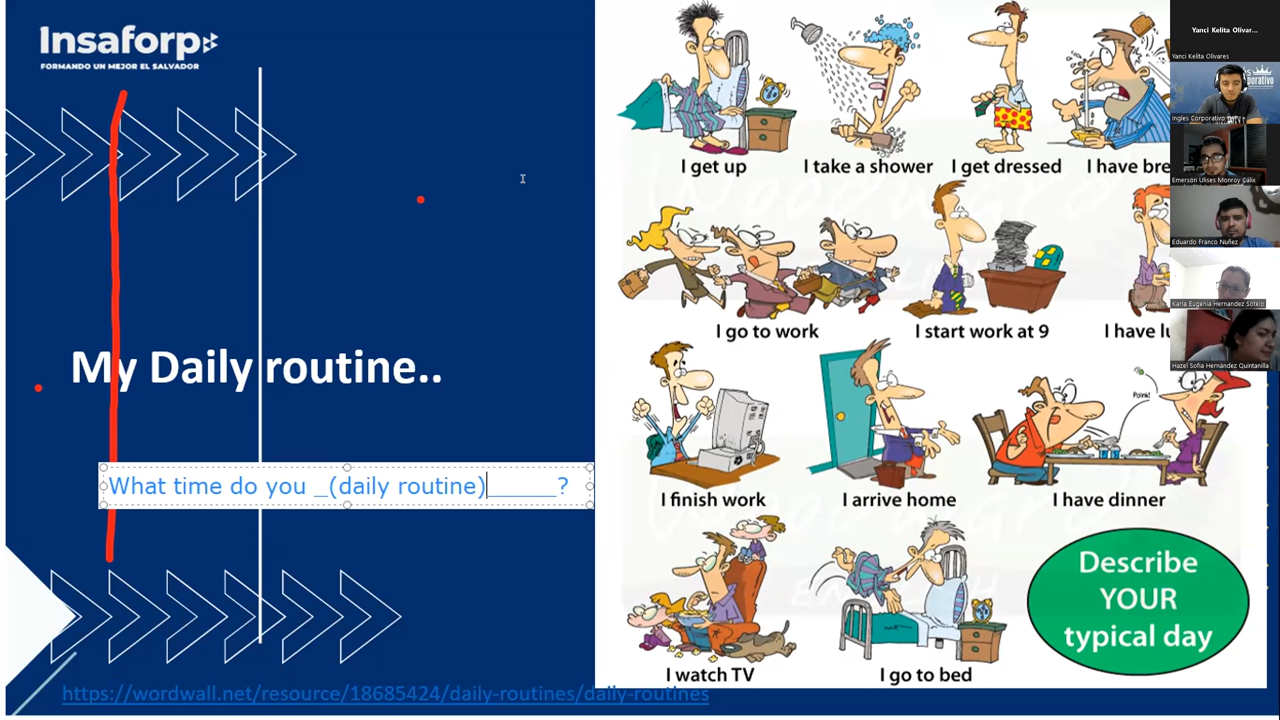 Insaforp
FORMANDO UN MEJOR EL SALVADOR
My Daily routine..
What time do you _(daily routine)______?
https://wordwall.net/resource/18685424/daily-routines/daily-routines
I get up
I take a shower
I get dressed
I have bre
I go to work
I start work at 9
I have lu
I finish work
I arrive home
Poink!
I have dinner
I watch TV
I go to bed
Describe
YOUR
typical day
Yanci Kelita Olivar...
Yanci Kelita Olivares
Ingles Corporativo
Emerson Ulises Monroy Cálix
Eduardo Franco Nuñez
Karla Eugenia Hernandez Sotelo
Hazel Sofia Hernández Quintanilla